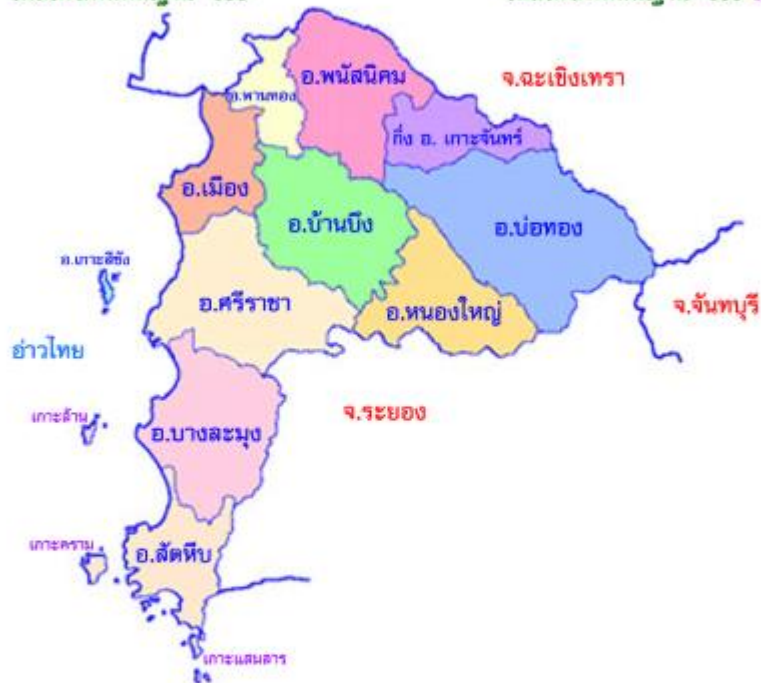 อ.พนัสนิคม
จ.ฉะเชิงเทรา
อ.พานทอง
กิ่ง อ. เกาะจันทร์
อ.เมือง
อ.บ้านบึง
อ.บ่อทอง
อ.เกาะสีชัง
อ.ศรีราชา
อ.หนองใหญ่
จ.จันทบุรี
อ่าวไทย
เกาะล้าน
จ.ระยอง
อ.บางละมุง
เกาะคราม
อ.สัตหีบ
เกาะแสมสาร